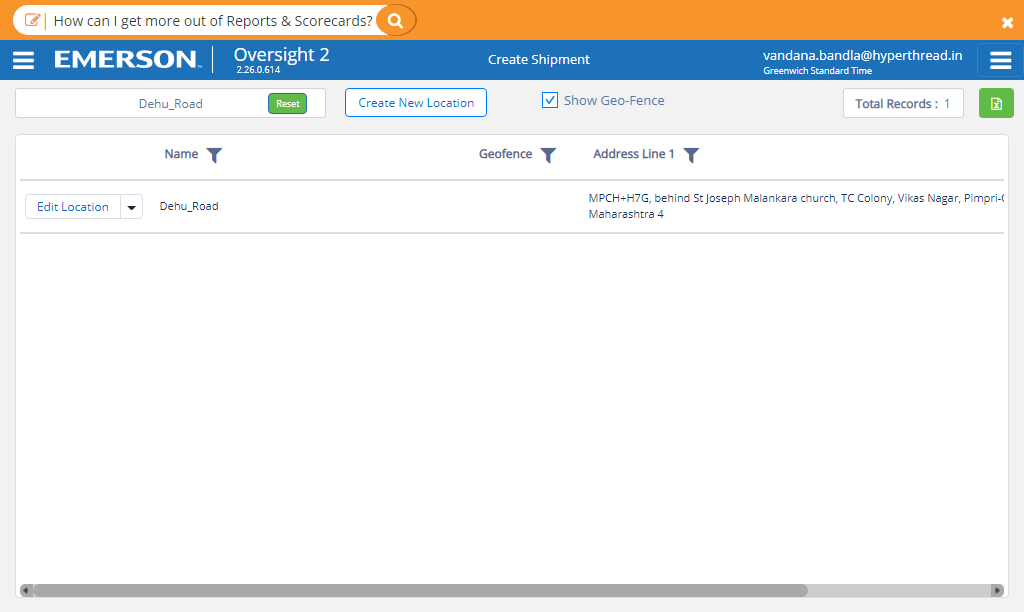 How can I get more out of Reports & Scorecards?
EMERSON
Oversight 2
2.26.0.614
Create Shipment
vandana.bandla@hyperthread.in
Greenwich Standard Time
Dehu_Road
Reset
Create New Location
Show Geo-Fence
Total Records : 1
Name
Geofence
Address Line 1
Edit Location
Dehu_Road
MPCH+H7G, behind St Joseph Malankara church, TC Colony, Vikas Nagar, Pimpri-
Maharashtra 4